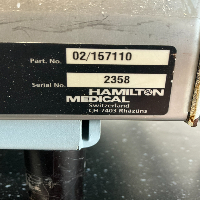 Part. No. 02/157110
Serial No. 2358
HAMILTON
MEDICAL
Switzerland
CH 7403 Rhäzüns